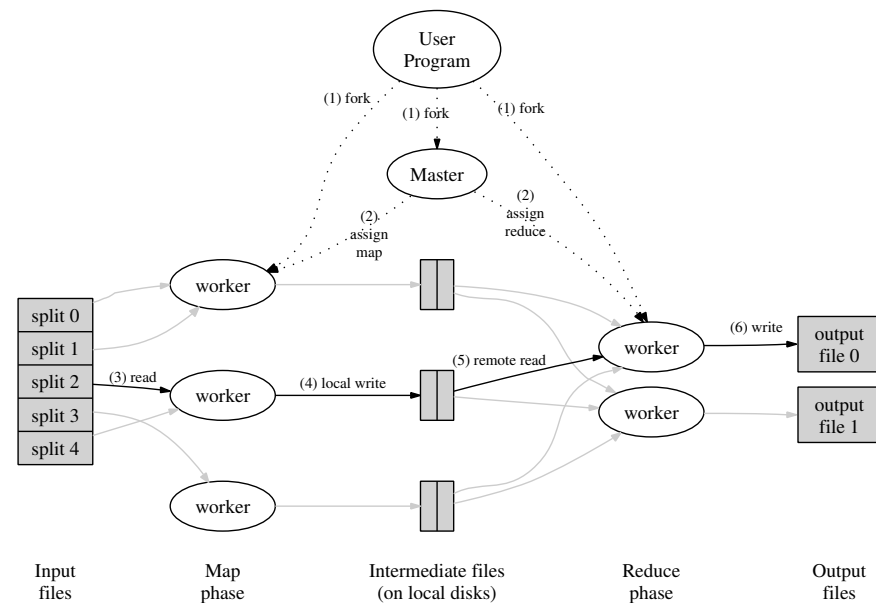 User
Program
(1) fork
(1) fork
(1) fork
Master
(2)
assign
map
(2)
assign
reduce
worker
split 0
split 1
split 2
split 3
split 4
(3) read
worker
(4) local write
worker
(5) remote read
worker
worker
(6) write
output
file 0
output
file 1
Input
files
Map
phase
Intermediate files
(on local disks)
Reduce
phase
Output
files